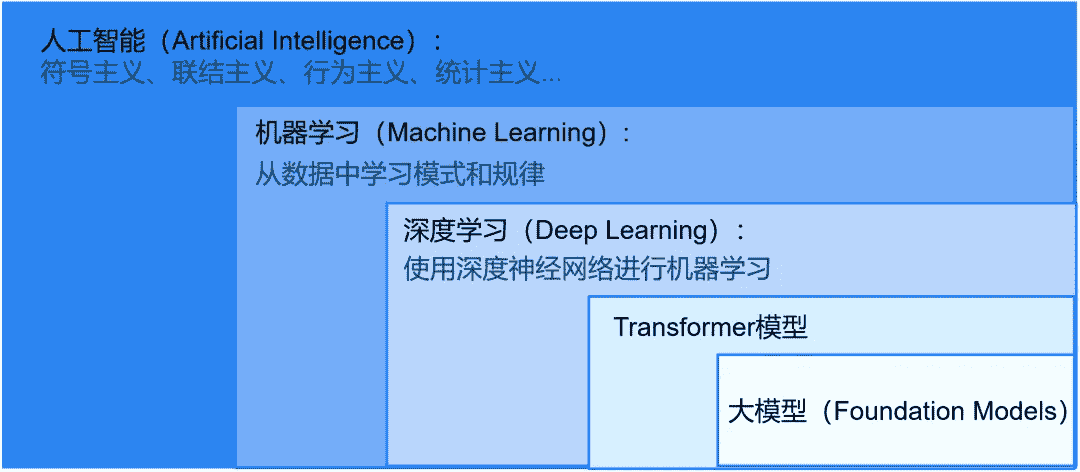 人工智能（Artificial Intelligence）:
符号主义、联结主义、行为主义、统计主义...
机器学习（Machine Learning）:
从数据中学习模式和规律
深度学习（Deep Learning）:
使用深度神经网络进行机器学习
Transformer模型
大模型（Foundation Models）